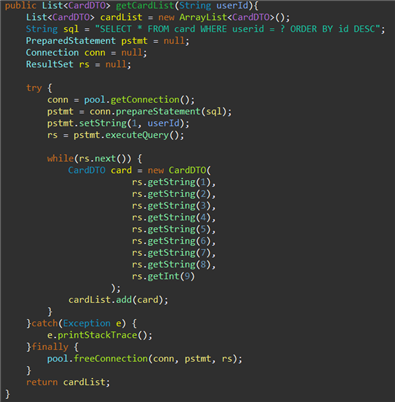 public List<CardDTO> getCardList(String userId){
    List<CardDTO> cardList = new ArrayList<CardDTO>();
    String sql = "SELECT * FROM card WHERE userid = ? ORDER BY id DESC";
    PreparedStatement pstmt = null;
    Connection conn = null;
    ResultSet rs = null;

    try {
        conn = pool.getConnection();
        pstmt = conn.prepareStatement(sql);
        pstmt.setString(1, userId);
        rs = pstmt.executeQuery();

        while(rs.next()) {
            CardDTO card = new CardDTO(
                    rs.getString(1),
                    rs.getString(2),
                    rs.getString(3),
                    rs.getString(4),
                    rs.getString(5),
                    rs.getString(6),
                    rs.getString(7),
                    rs.getString(8),
                    rs.getInt(9)
                );
            cardList.add(card);
        }
    }catch(Exception e) {
        e.printStackTrace();
    }finally {
        pool.freeConnection(conn, pstmt, rs);
    }
    return cardList;
}